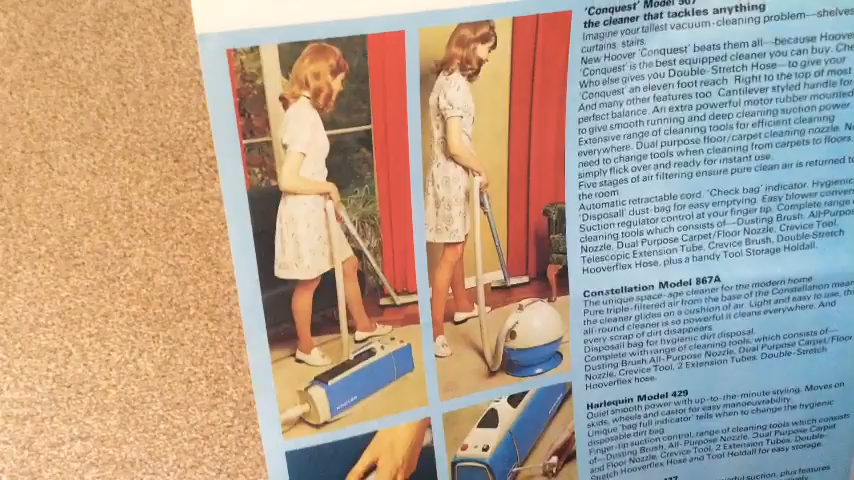 'Conquest' Model
the cleaner that tackles anything
Imagine your tallest vacuum-cleaning problem—shelves
curtains, stairs.
New Hoover 'Conquest' beats them all—because Hoover
'Conquest' is the best equipped cleaner you can buy.
Who else gives you Double-Stretch Hose—to give your
'Conquest' an eleven foot reach. Right to the top of most
And many other features too. Cantilever styled handle for
perfect balance. An extra powerful motor rubber mounted
to give smooth running and deep cleaning suction power.
Extensive range of cleaning tools for efficient cleaning
everywhere. Dual purpose floor/carpet cleaning nozzle.
need to change tools when cleaning from carpets to floors,
simply flick over and ready for instant use.
Five stages of air filtering ensure pure clean air is returned to
the room.
Automatic retractable cord. 'Check bag' indicator. Hygienic
'Disposall' dust-bag for easy emptying. Easy blower
Suction regulator control at your finger tip. Complete range
cleaning tools which consists of—Dusting Brush, All-Purpose
Nozzle, Dual Purpose Carpet/Floor Nozzle, Crevice Tool,
Telescopic Extension Tube, Crevice Brush, Double-Stretch
Hooverflex Hose, plus a handy Tool Storage Holdall.
Constellation Model 867A
The unique space-age cleaner for the modern home
Pure triple-filtered air from the base of the Constellation
the cleaner glides on a cushion of air. Light and easy to use, this
all-round cleaner is so powerful it cleans everywhere. And
every scrap of dirt disappears.
Disposall bag for hygienic dirt disposal.
Complete with range of cleaning tools, which consists of—
Dusting Brush, All-Purpose Nozzle, Dual Purpose Carpet/Floor
Nozzle, Crevice Tool, 2 Extension Tubes, Double-Stretch
Hooverflex hose.
Harlequin Model 429
Quiet smooth power with up-to-the-minute styling. Moves on
skids, wheels and castor for easy manoeuvrability.
Unique 'bag full indicator' tells when to change the hygienic
disposable dirt bag.
Finger-tip suction control, range of cleaning tools which consists
of—Dusting Brush, All-Purpose Nozzle, Dual Purpose Carpet
and Floor Nozzle, Crevice Tool, 2 Extension Tubes, Double-
Stretch Hooverflex Hose and Tool Holdall for easy storage.
suction, plus features
HOOVER